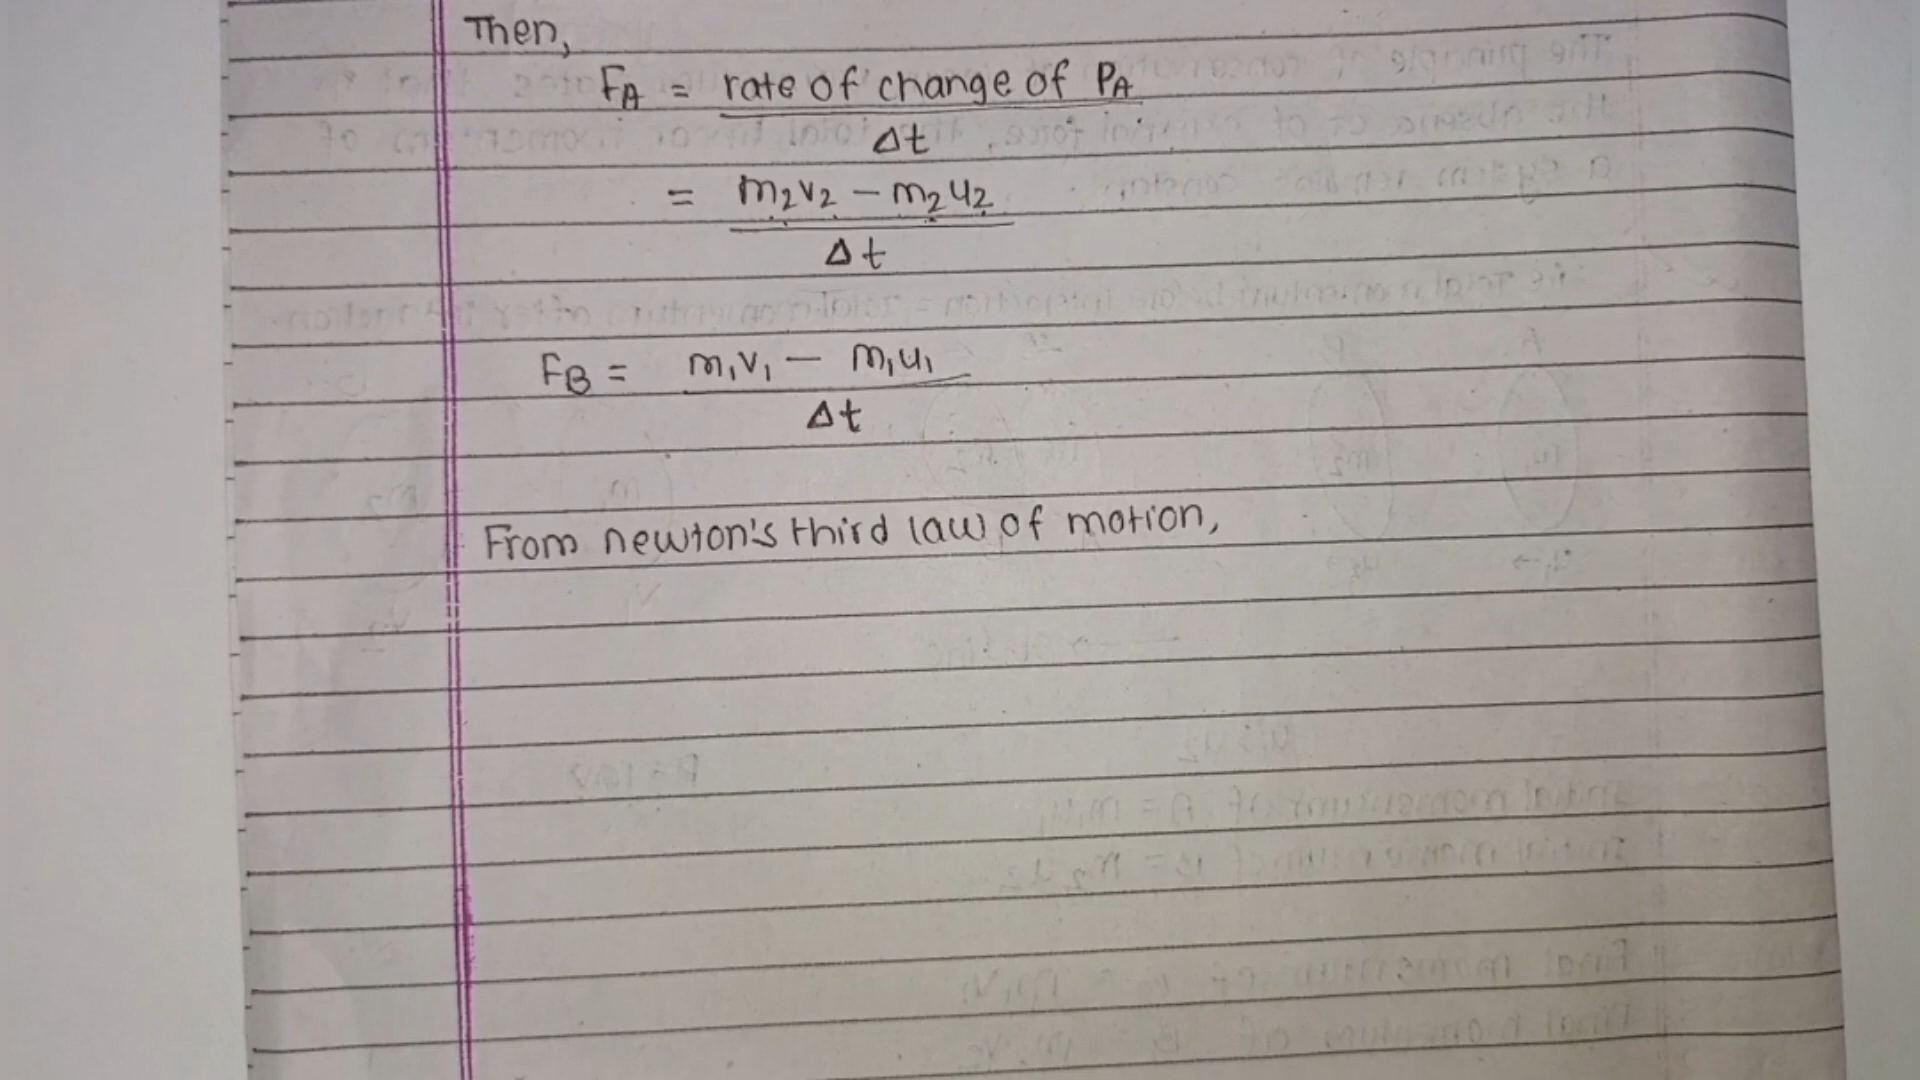 Then,
FA = rate of change of PA
Δt
= m2v2 - m2u2
Δt
FB = m1v1 - m1u1
Δt
From newton's third law of motion,